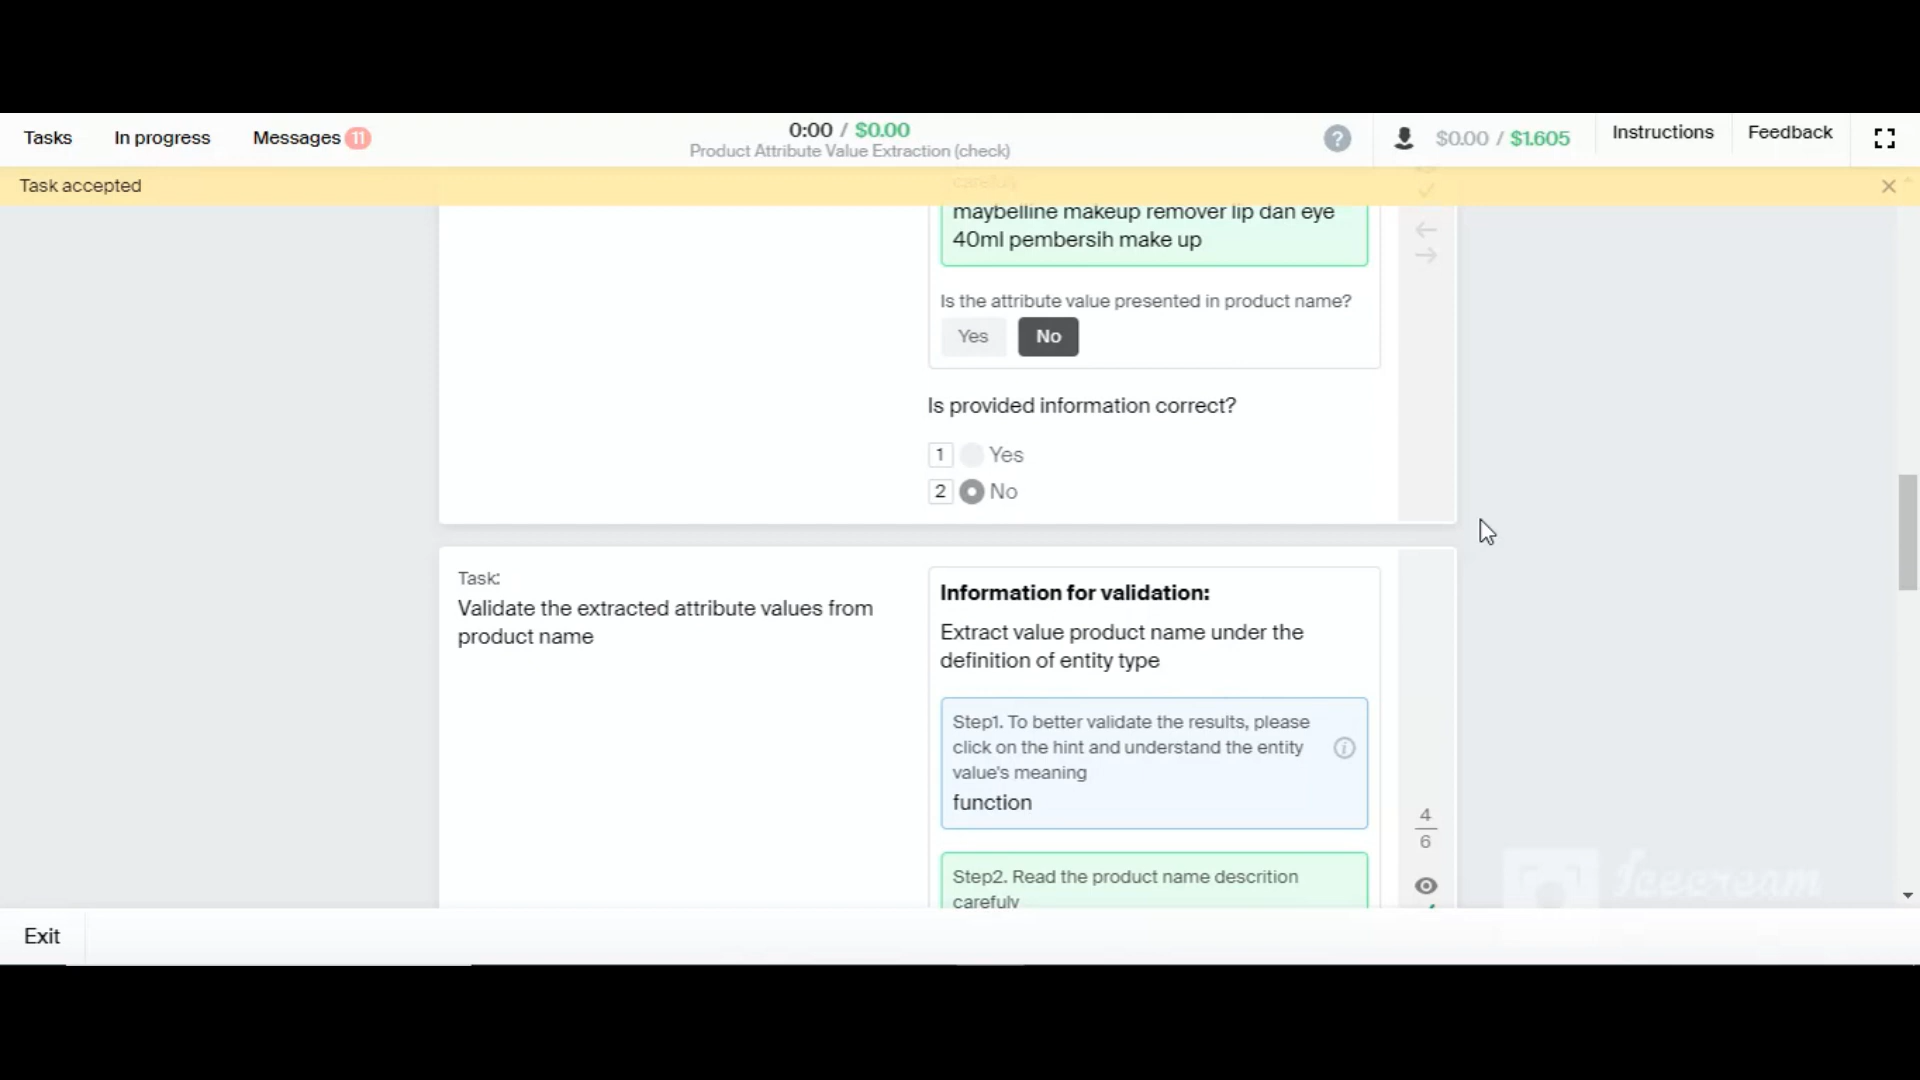 Tasks
In progress
Messages 11
0:00 / $0.00
Product Attribute Value Extraction (check)
?
$0.00 / $1.605
Instructions
Feedback
Task accepted
carefuly
maybelline makeup remover lip dan eye
40ml pembersih make up
Is the attribute value presented in product name?
Yes
No
Is provided information correct?
1 Yes
2 No
Task:
Validate the extracted attribute values from
product name
Information for validation:
Extract value product name under the
definition of entity type
Step1. To better validate the results, please
click on the hint and understand the entity
value's meaning
function
Step2. Read the product name descrition
carefuly
4
6
Icecream
Exit